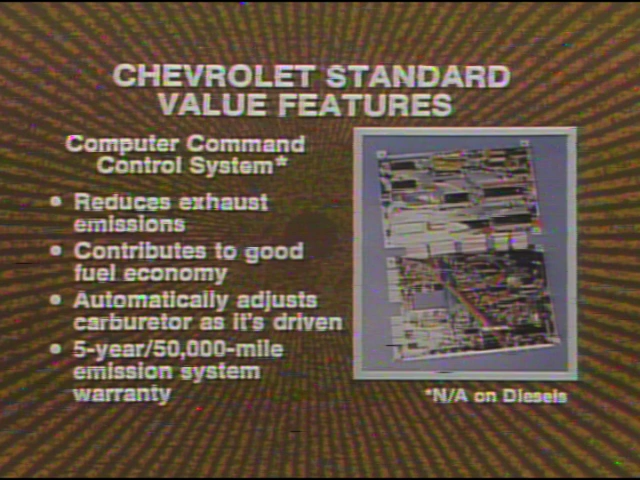 CHEVROLET STANDARD
VALUE FEATURES
Computer Command
Control System*
• Reduces exhaust
emissions
• Contributes to good
fuel economy
• Automatically adjusts
carburetor as it's driven
• 5-year/50,000-mile
emission system
warranty
*N/A on Diesels